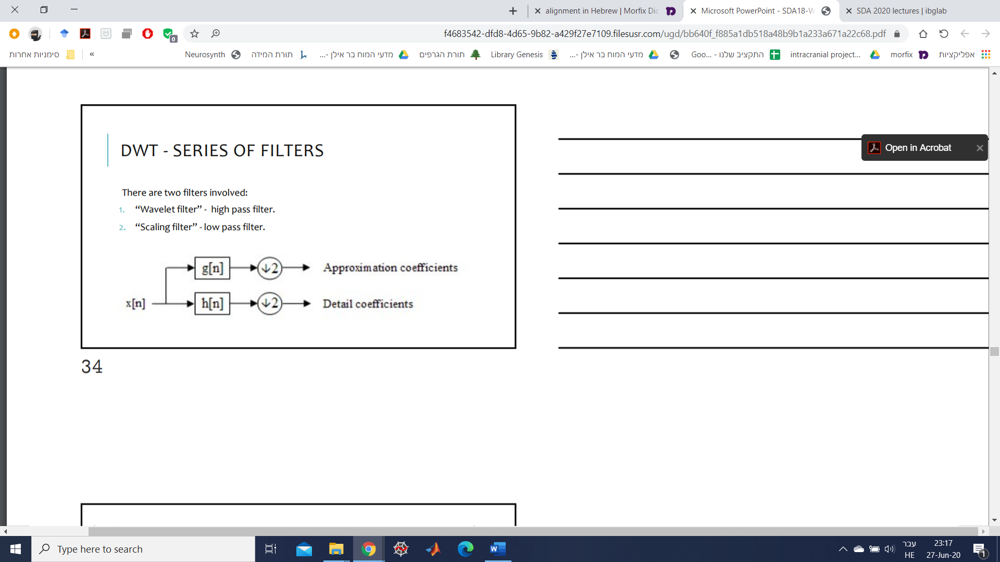 alignment in Hebrew | Morfix Dic
Microsoft PowerPoint - SDA18-W
SDA 2020 lectures | ibglab
f4683542-dfd8-4d65-9b82-a429f27e7109.filesusr.com/ugd/bb640f_f885a1db518a48b9b1a233a671a22c68.pdf
0
אפליקציות
morfix
intracranial project...
התקציב שלנו - Goo...
מדעי המוח בר אילן -...
Library Genesis
תורת הגרפים
מדעי המוח בר אילן -...
תורת המידה
Neurosynth
«
סימניות אחרות
Open in Acrobat
DWT - SERIES OF FILTERS
There are two filters involved:
1. “Wavelet filter” - high pass filter.
2. “Scaling filter” - low pass filter.
g[n] ↓2 Approximation coefficients
x[n] h[n] ↓2 Detail coefficients
34
Type here to search
W
עבר
HE
23:17
27-Jun-20
1